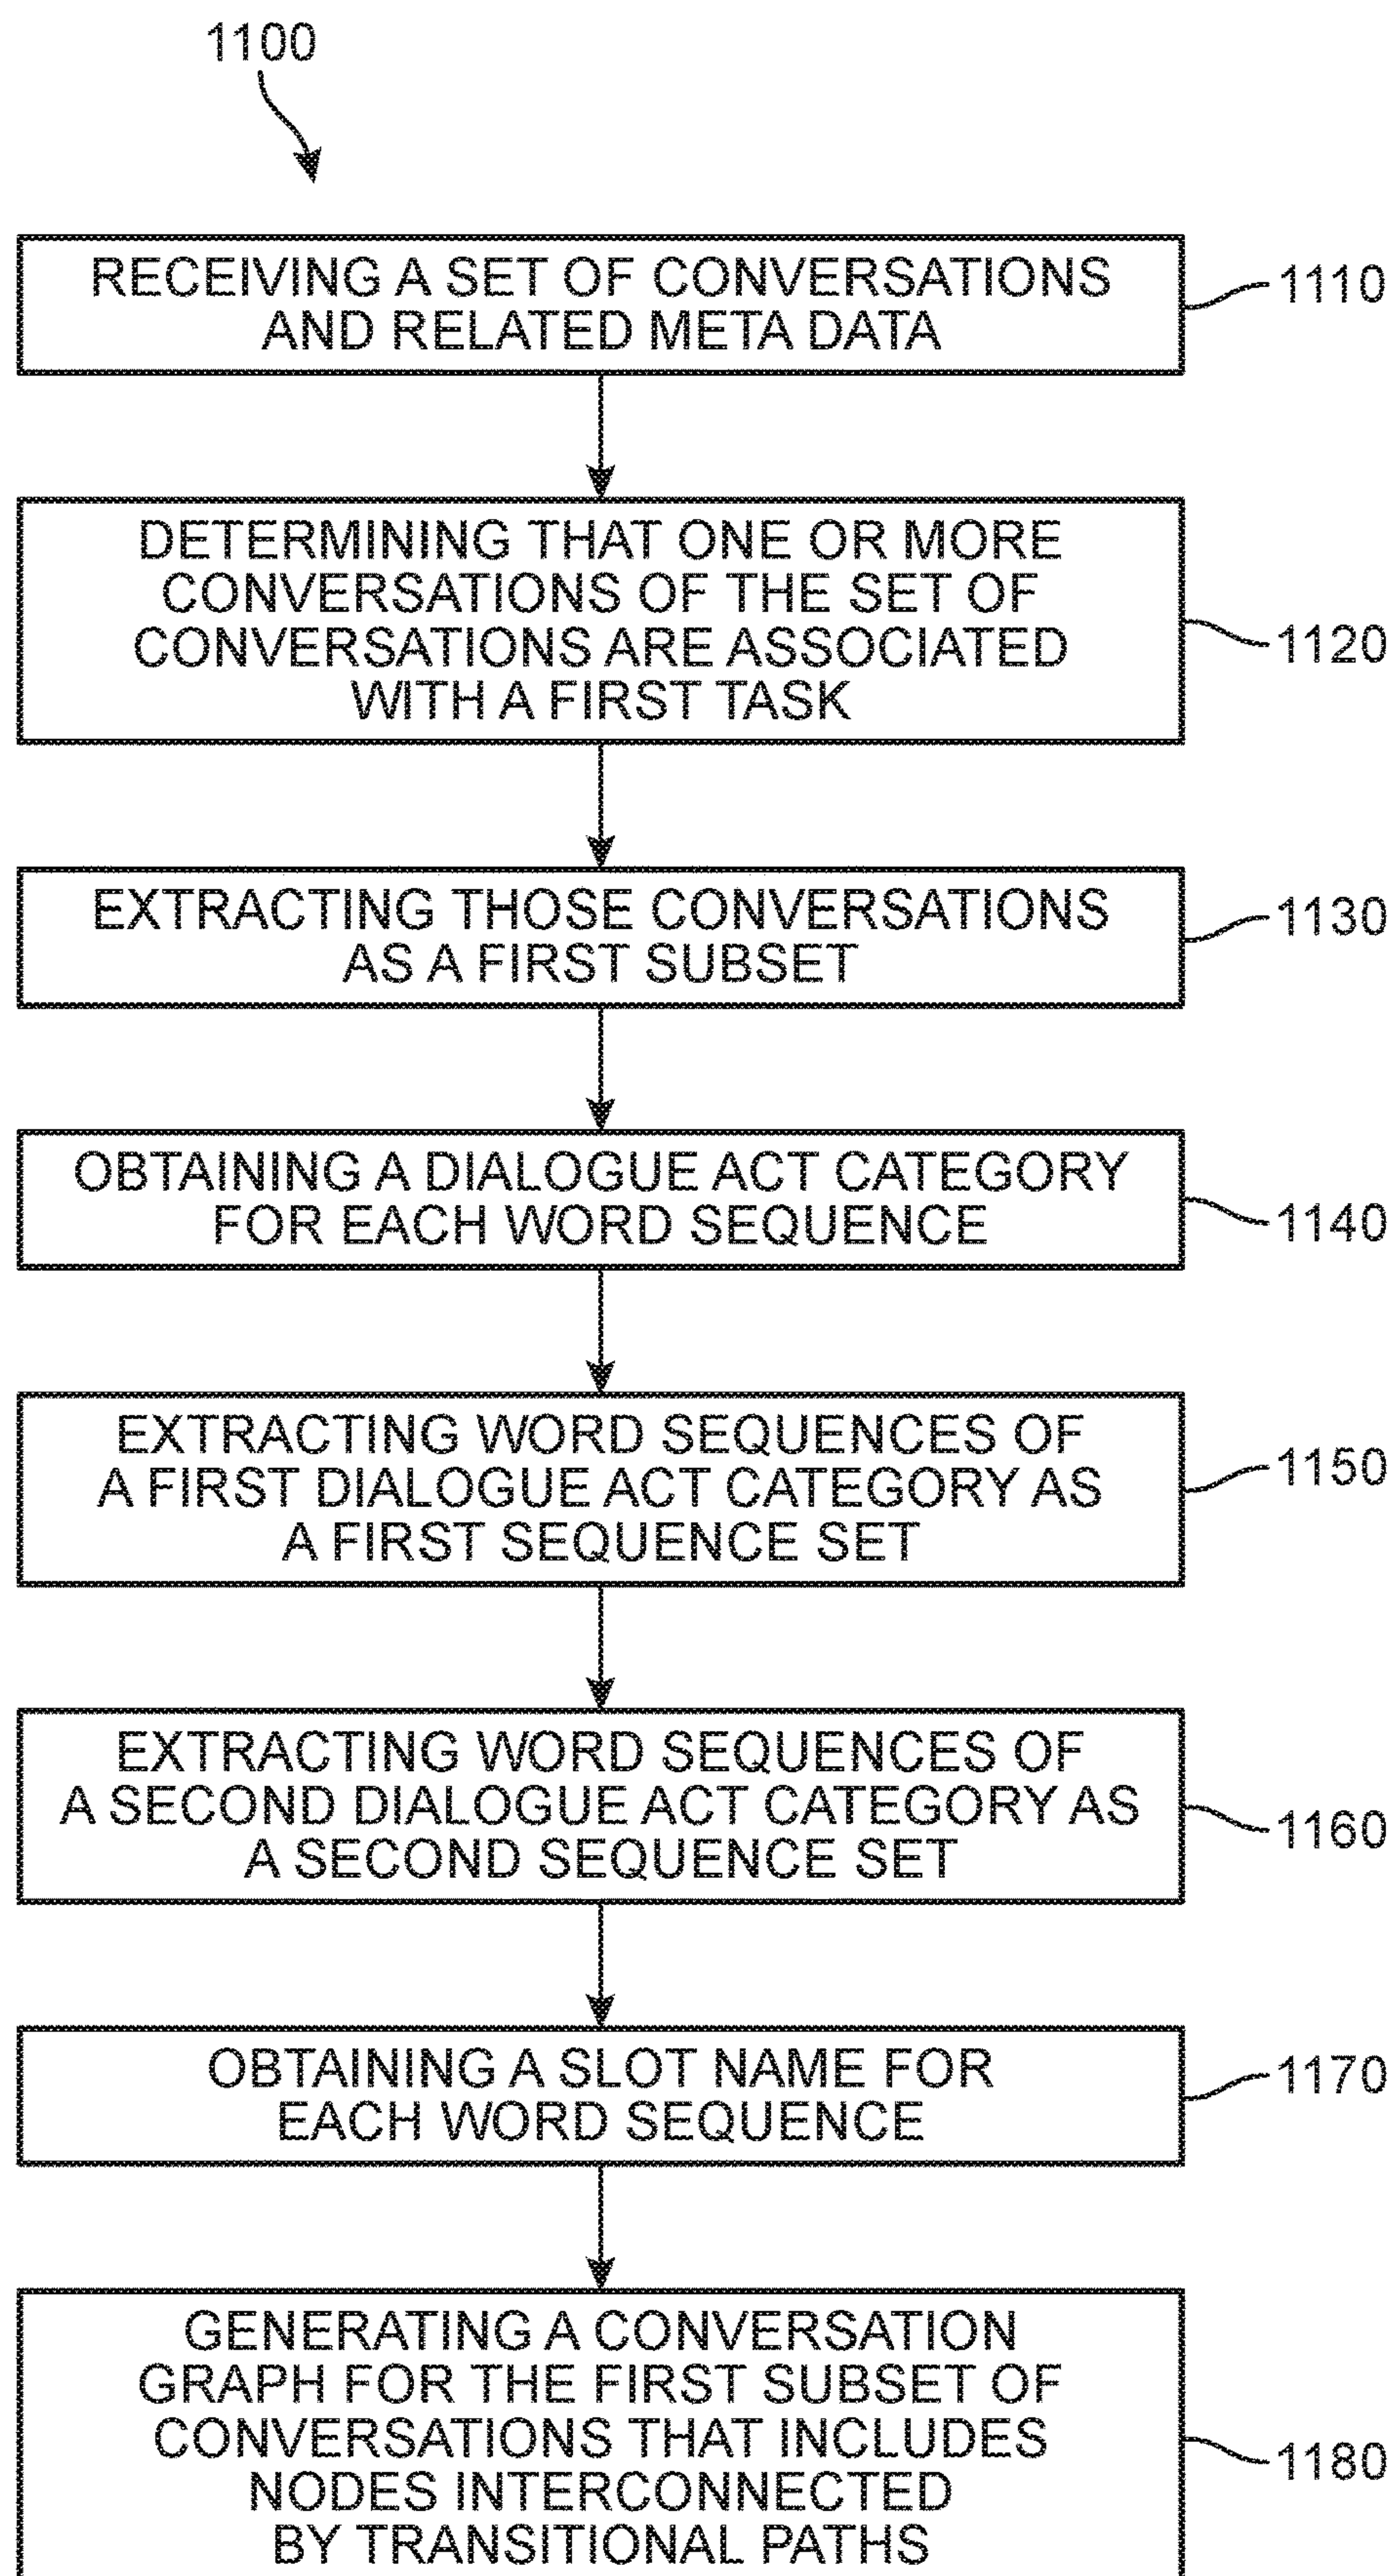 1100
RECEIVING A SET OF CONVERSATIONS
AND RELATED META DATA
1110
DETERMINING THAT ONE OR MORE
CONVERSATIONS OF THE SET OF
CONVERSATIONS ARE ASSOCIATED
WITH A FIRST TASK
1120
EXTRACTING THOSE CONVERSATIONS
AS A FIRST SUBSET
1130
OBTAINING A DIALOGUE ACT CATEGORY
FOR EACH WORD SEQUENCE
1140
EXTRACTING WORD SEQUENCES OF
A FIRST DIALOGUE ACT CATEGORY AS
A FIRST SEQUENCE SET
1150
EXTRACTING WORD SEQUENCES OF
A SECOND DIALOGUE ACT CATEGORY AS
A SECOND SEQUENCE SET
1160
OBTAINING A SLOT NAME FOR
EACH WORD SEQUENCE
1170
GENERATING A CONVERSATION
GRAPH FOR THE FIRST SUBSET OF
CONVERSATIONS THAT INCLUDES
NODES INTERCONNECTED
BY TRANSITIONAL PATHS
1180